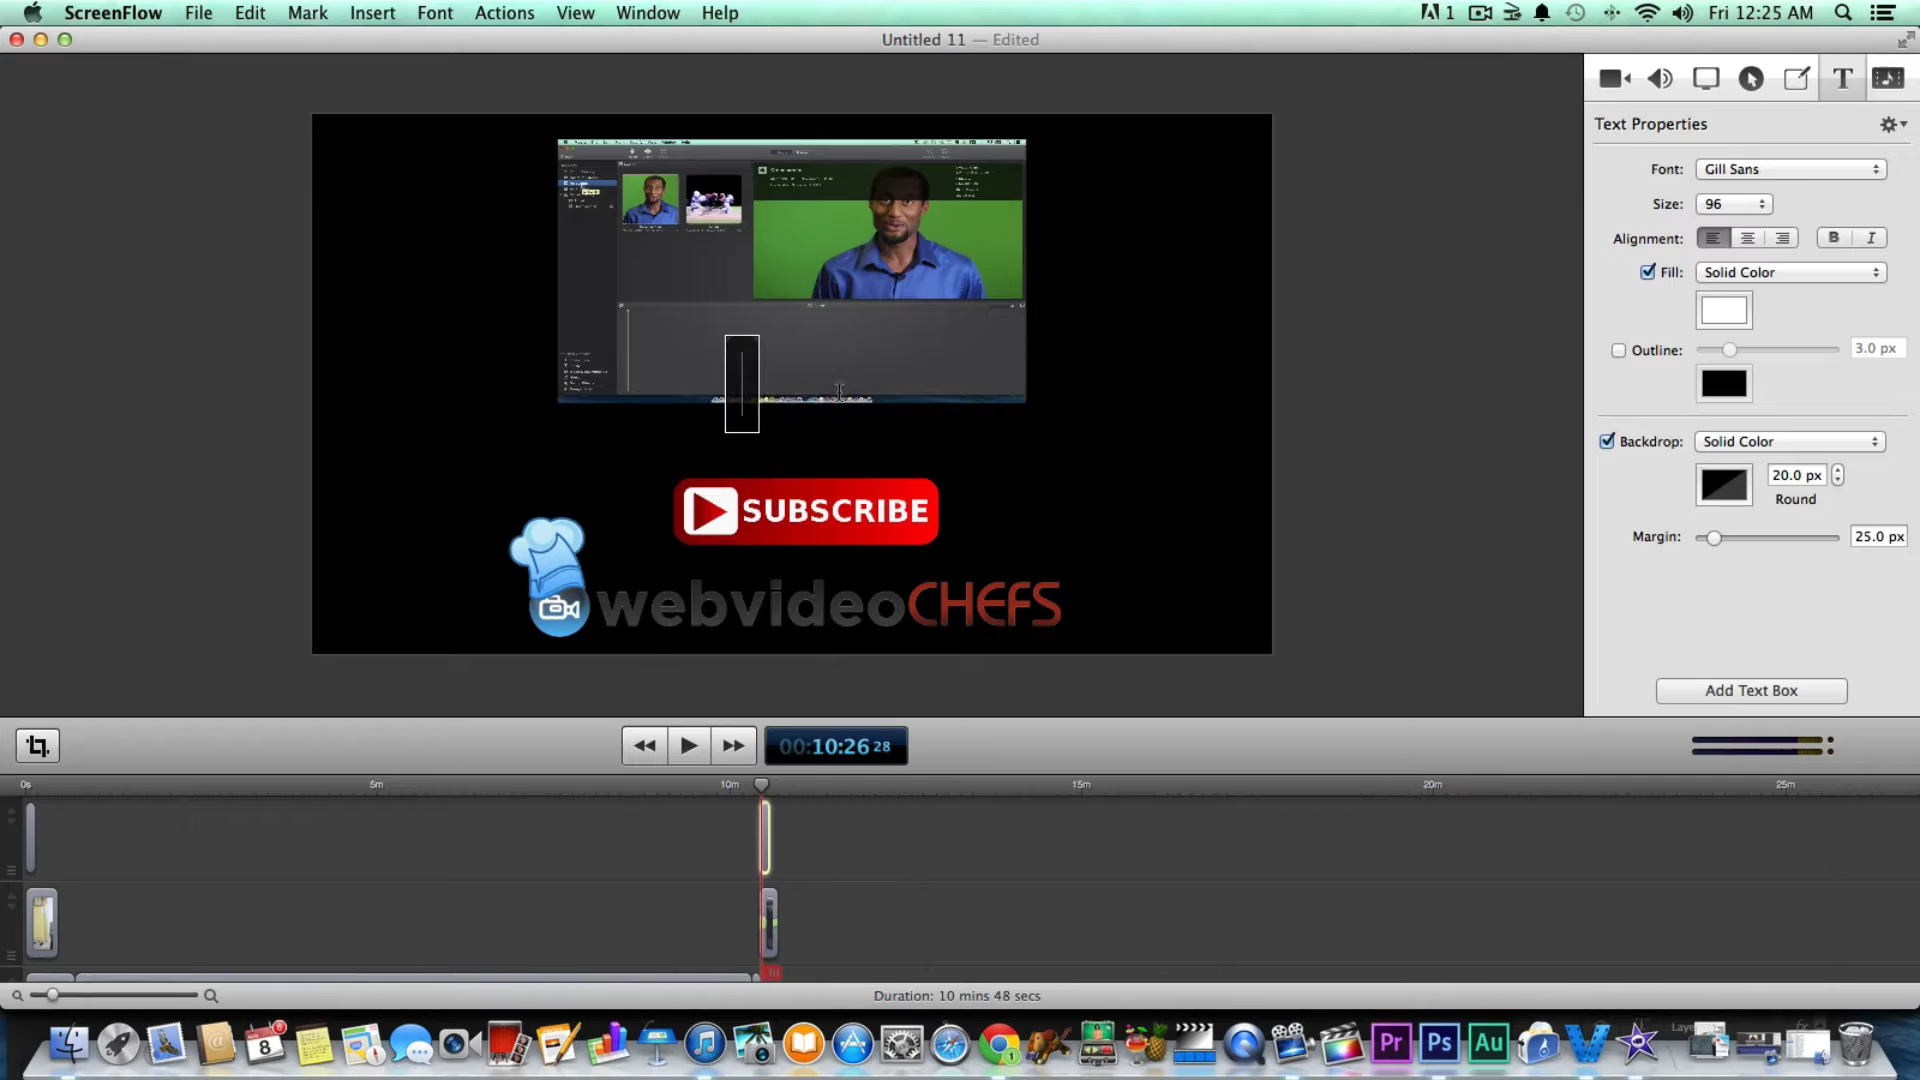 ScreenFlow File Edit Mark Insert Font Actions View Window Help
1 Fri 12:25 AM
Untitled 11 — Edited
Text Properties
Font: Gill Sans
Size: 96
Alignment: B I
Fill: Solid Color
Outline: 3.0 px
Backdrop: Solid Color
20.0 px
Round
Margin: 25.0 px
Add Text Box
SUBSCRIBE
webvideoCHEFS
00:10:26 28
0s 5m 10m 15m 20m 25m
Duration: 10 mins 48 secs
8
1
Pr Ps Au